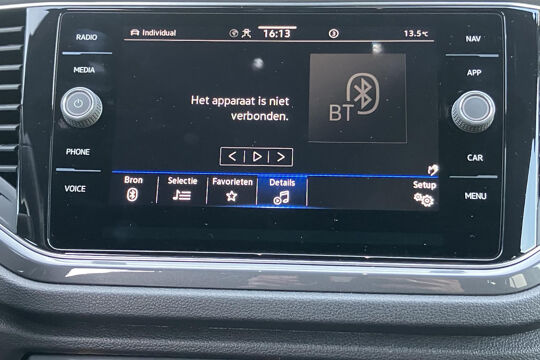 RADIO
MEDIA
PHONE
VOICE
Individual
16:13
13.5°C
Het apparaat is niet
verbonden.
BT
Bron
Selectie
Favorieten
Details
Setup
NAV
APP
CAR
MENU